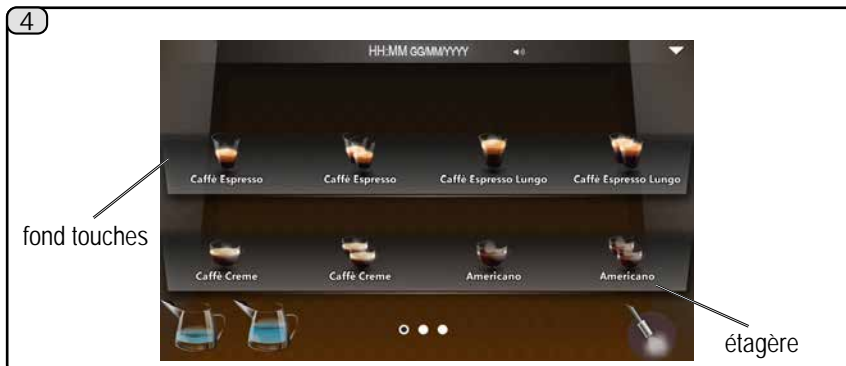 4
HH:MM GG/MM/YYYY
Caffè Espresso Caffè Espresso Caffè Espresso Lungo Caffè Espresso Lungo
fond touches
Caffè Creme Caffè Creme Americano Americano
étagère